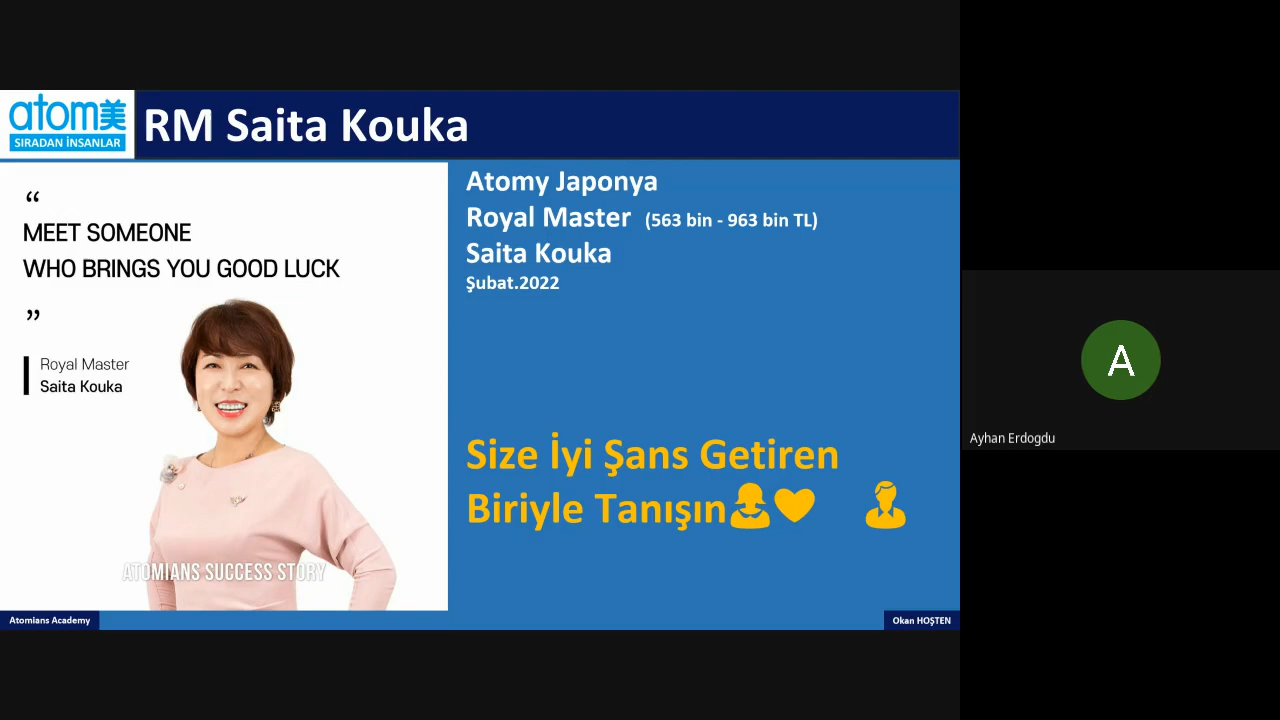 atom美
SIRADAN İNSANLAR
RM Saita Kouka
“
MEET SOMEONE
WHO BRINGS YOU GOOD LUCK
”
Royal Master
Saita Kouka
ATOMIANS SUCCESS STORY
Atomy Japonya
Royal Master (563 bin - 963 bin TL)
Saita Kouka
Şubat.2022
Size İyi Şans Getiren
Biriyle Tanışın
Atomians Academy
Okan HOŞTEN
A
Ayhan Erdogdu